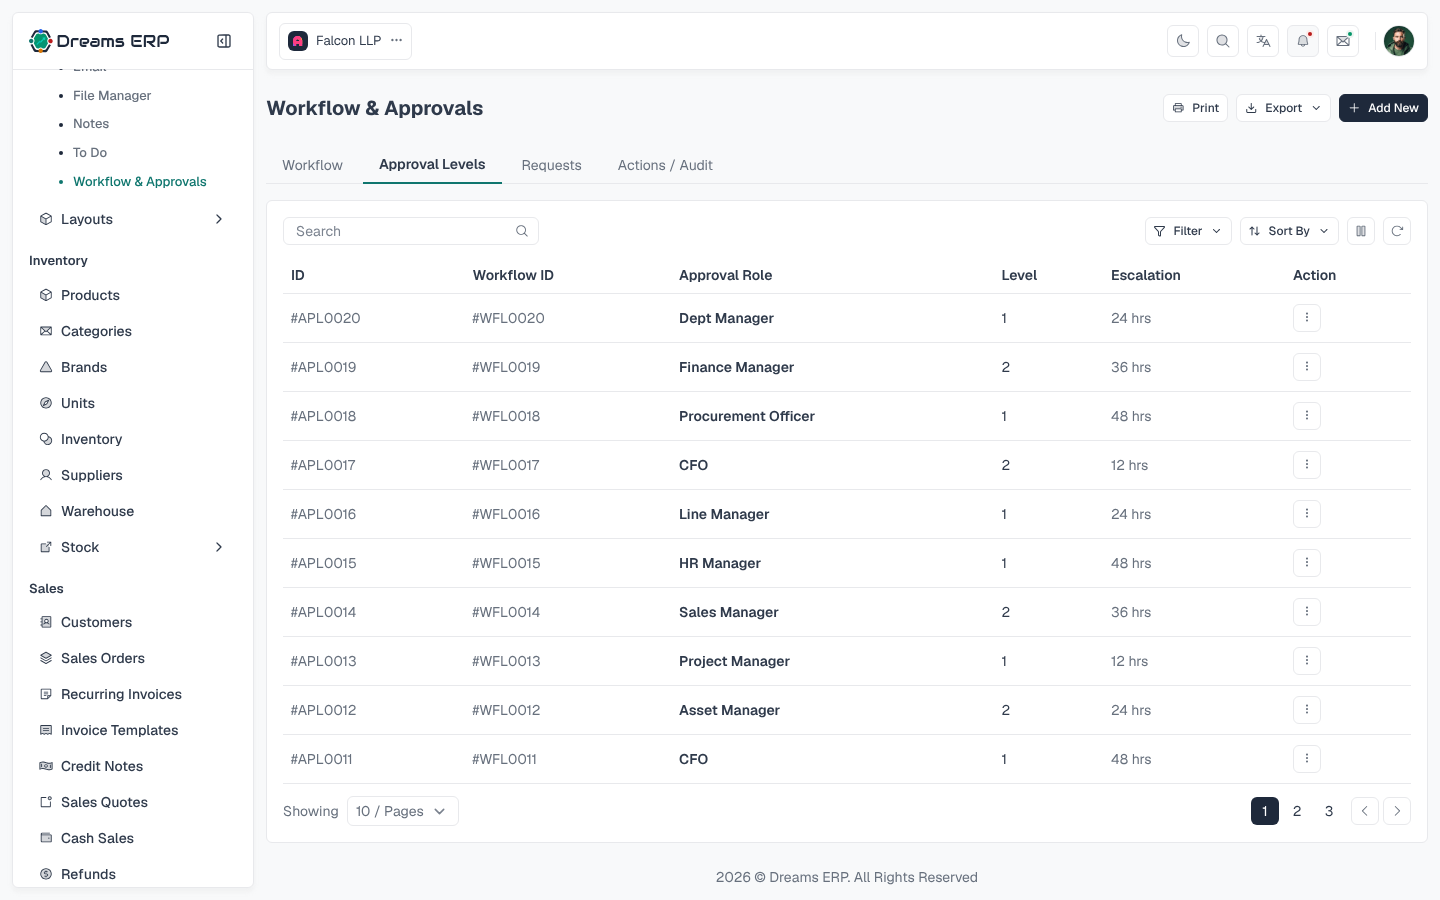 Dreams ERP
Email
File Manager
Notes
To Do
Workflow & Approvals
Layouts
Inventory
Products
Categories
Brands
Units
Inventory
Suppliers
Warehouse
Stock
Sales
Customers
Sales Orders
Recurring Invoices
Invoice Templates
Credit Notes
Sales Quotes
Cash Sales
Refunds
Falcon LLP
Workflow & Approvals
Print
Export
Add New
Workflow
Approval Levels
Requests
Actions / Audit
Search
Filter
Sort By
ID Workflow ID Approval Role Level Escalation Action
#APL0020 #WFL0020 Dept Manager 1 24 hrs
#APL0019 #WFL0019 Finance Manager 2 36 hrs
#APL0018 #WFL0018 Procurement Officer 1 48 hrs
#APL0017 #WFL0017 CFO 2 12 hrs
#APL0016 #WFL0016 Line Manager 1 24 hrs
#APL0015 #WFL0015 HR Manager 1 48 hrs
#APL0014 #WFL0014 Sales Manager 2 36 hrs
#APL0013 #WFL0013 Project Manager 1 12 hrs
#APL0012 #WFL0012 Asset Manager 2 24 hrs
#APL0011 #WFL0011 CFO 1 48 hrs
Showing 10 / Pages
1 2 3
2026 © Dreams ERP. All Rights Reserved